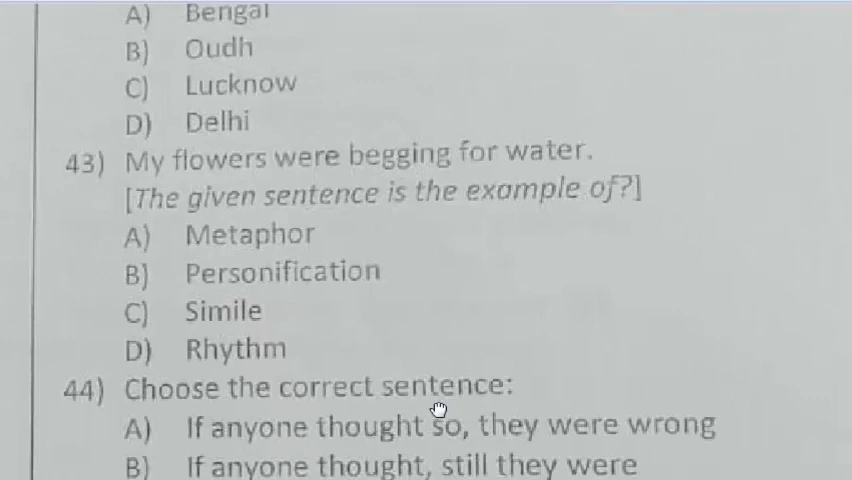 A) Bengal
B) Oudh
C) Lucknow
D) Delhi
43) My flowers were begging for water.
[The given sentence is the example of?]
A) Metaphor
B) Personification
C) Simile
D) Rhythm
44) Choose the correct sentence:
A) If anyone thought so, they were wrong
B) If anyone thought, still they were